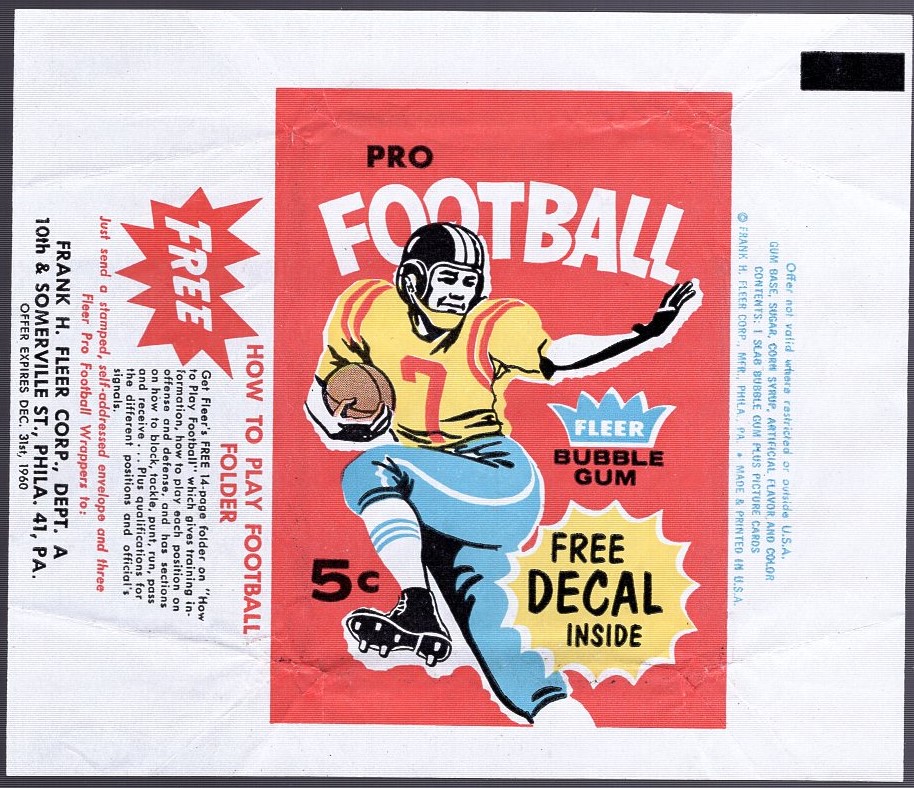 PRO
FOOTBALL
7
FLEER
BUBBLE
GUM
FREE
DECAL
INSIDE
5c
FREE
HOW TO PLAY FOOTBALL
FOLDER
Get Fleer's FREE 14-page folder on "How
to Play Football" which gives training in-
formation, how to play each position on
offense and defense, and has sections
on how to block, tackle, punt, run, pass
and receive . . . Plus qualifications for
the different positions and official's
signals.
Just send a stamped, self-addressed envelope and three
Fleer Pro Football Wrappers to:
FRANK H. FLEER CORP., DEPT. A
10th & SOMERVILLE ST., PHILA. 41, PA.
OFFER EXPIRES DEC. 31st, 1960
Offer not valid where restricted or outside U.S.A.
GUM BASE, SUGAR, CORN SYRUP, ARTIFICIAL FLAVOR AND COLOR
CONTENTS: 1 SLAB BUBBLE GUM PLUS PICTURE CARDS
© FRANK H. FLEER CORP., MFR. PHILA. PA. • MADE & PRINTED IN U.S.A.